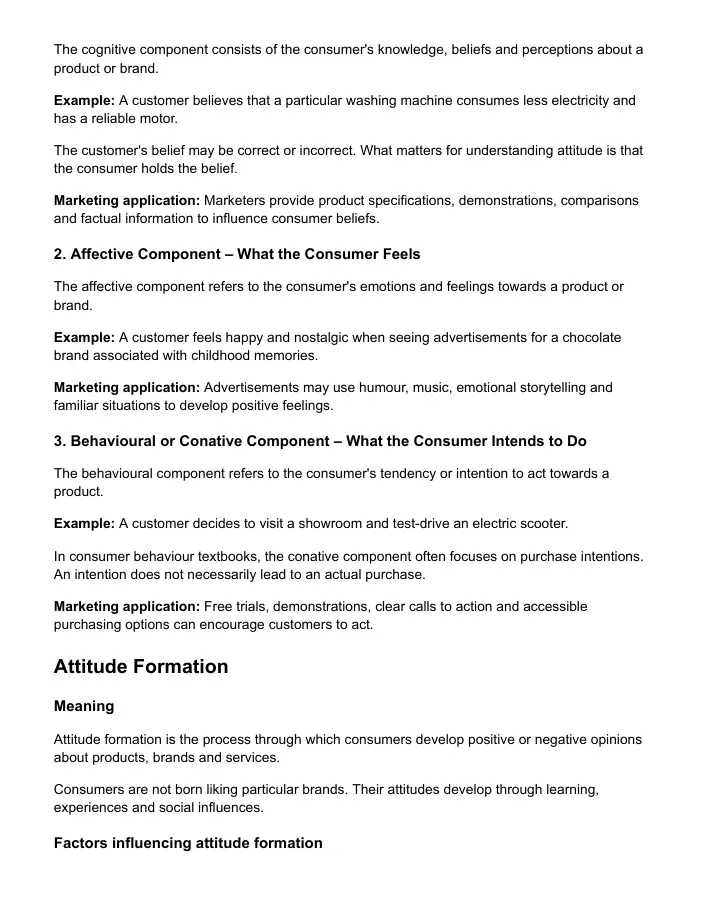 The cognitive component consists of the consumer's knowledge, beliefs and perceptions about a
product or brand.
Example: A customer believes that a particular washing machine consumes less electricity and
has a reliable motor.
The customer's belief may be correct or incorrect. What matters for understanding attitude is that
the consumer holds the belief.
Marketing application: Marketers provide product specifications, demonstrations, comparisons
and factual information to influence consumer beliefs.
2. Affective Component – What the Consumer Feels
The affective component refers to the consumer's emotions and feelings towards a product or
brand.
Example: A customer feels happy and nostalgic when seeing advertisements for a chocolate
brand associated with childhood memories.
Marketing application: Advertisements may use humour, music, emotional storytelling and
familiar situations to develop positive feelings.
3. Behavioural or Conative Component – What the Consumer Intends to Do
The behavioural component refers to the consumer's tendency or intention to act towards a
product.
Example: A customer decides to visit a showroom and test-drive an electric scooter.
In consumer behaviour textbooks, the conative component often focuses on purchase intentions.
An intention does not necessarily lead to an actual purchase.
Marketing application: Free trials, demonstrations, clear calls to action and accessible
purchasing options can encourage customers to act.
Attitude Formation
Meaning
Attitude formation is the process through which consumers develop positive or negative opinions
about products, brands and services.
Consumers are not born liking particular brands. Their attitudes develop through learning,
experiences and social influences.
Factors influencing attitude formation